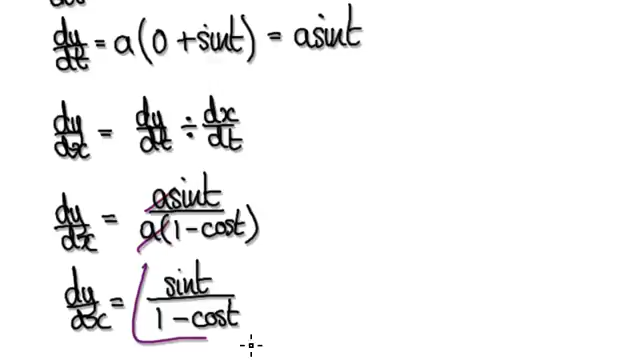 dy/dt = a(0 + sint) = asint
dy/dx = dy/dt ÷ dx/dt
dy/dx = asint/a(1 - cost)
dy/dx = sint/1 - cost